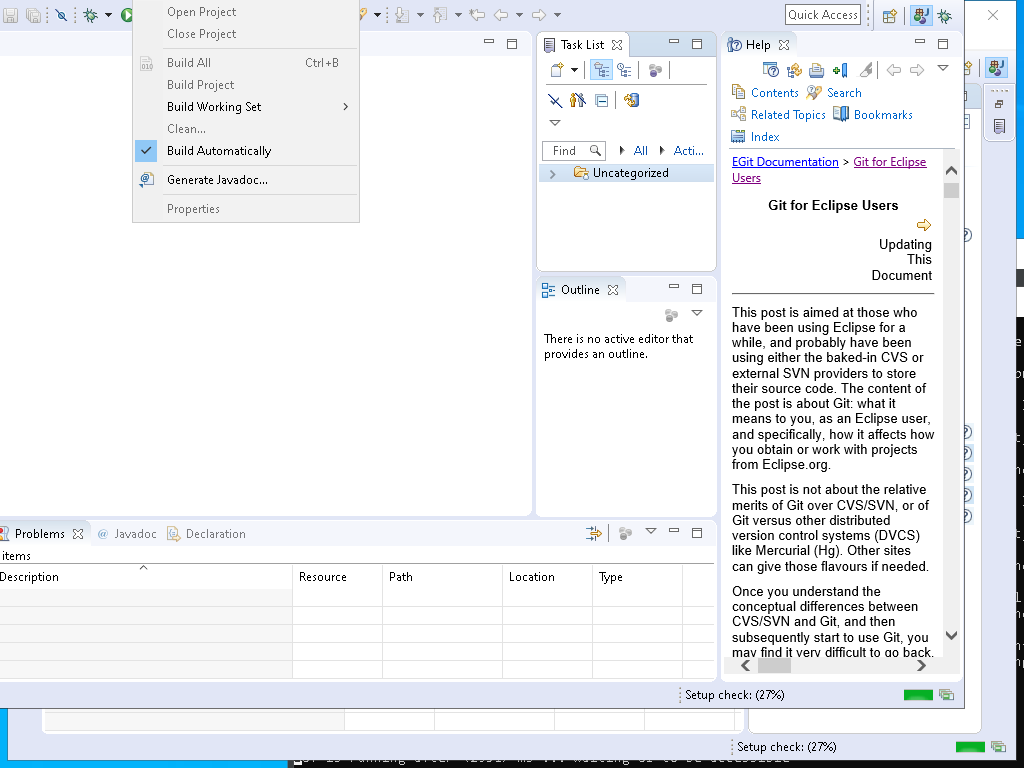 Open Project
Close Project
Build All Ctrl+B
Build Project
Build Working Set
Clean...
Build Automatically
Generate Javadoc...
Properties
Quick Access
Task List
Find All Acti...
Uncategorized
Outline
There is no active editor that
provides an outline.
Help
Contents Search
Related Topics Bookmarks
Index
EGit Documentation > Git for Eclipse
Users
Git for Eclipse Users
Updating
This
Document
This post is aimed at those who
have been using Eclipse for a
while, and probably have been
using either the baked-in CVS or
external SVN providers to store
their source code. The content of
the post is about Git: what it
means to you, as an Eclipse user,
and specifically, how it affects how
you obtain or work with projects
from Eclipse.org.
This post is not about the relative
merits of Git over CVS/SVN, or of
Git versus other distributed
version control systems (DVCS)
like Mercurial (Hg). Other sites
can give those flavours if needed.
Once you understand the
conceptual differences between
CVS/SVN and Git, and then
subsequently start to use Git, you
may find it very difficult to go back.
Problems Javadoc Declaration
items
Description Resource Path Location Type
Setup check: (27%)
Setup check: (27%)